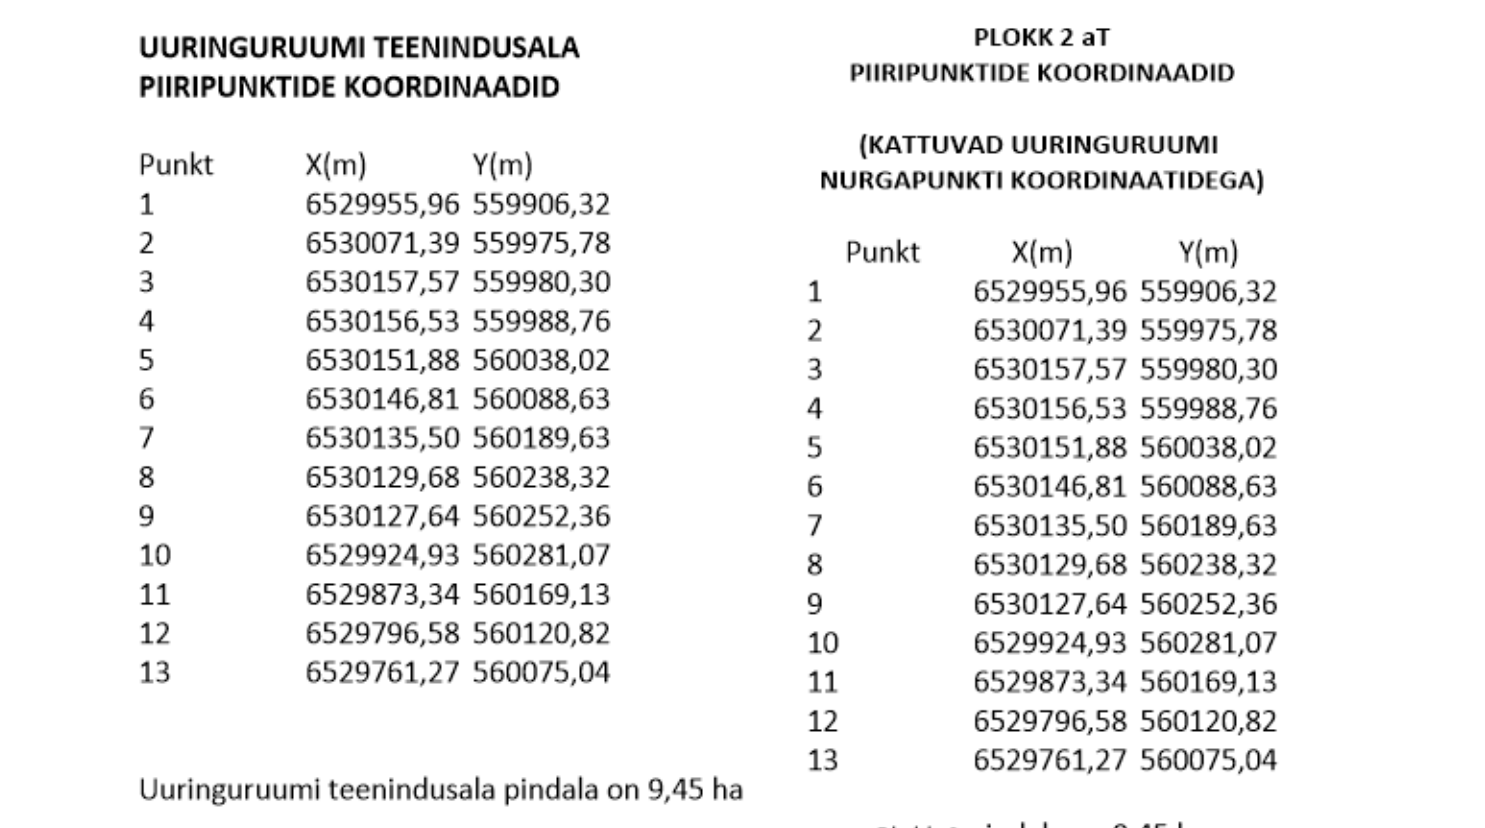 UURINGURUUMI TEENINDUSALA
PIIRIPUNKTIDE KOORDINAADID
Punkt X(m) Y(m)
1 6529955,96 559906,32
2 6530071,39 559975,78
3 6530157,57 559980,30
4 6530156,53 559988,76
5 6530151,88 560038,02
6 6530146,81 560088,63
7 6530135,50 560189,63
8 6530129,68 560238,32
9 6530127,64 560252,36
10 6529924,93 560281,07
11 6529873,34 560169,13
12 6529796,58 560120,82
13 6529761,27 560075,04
Uuringuruumi teenindusala pindala on 9,45 ha
PLOKK 2 aT
PIIRIPUNKTIDE KOORDINAADID
(KATTUVAD UURINGURUUMI
NURGAPUNKTI KOORDINAATIDEGA)
Punkt X(m) Y(m)
1 6529955,96 559906,32
2 6530071,39 559975,78
3 6530157,57 559980,30
4 6530156,53 559988,76
5 6530151,88 560038,02
6 6530146,81 560088,63
7 6530135,50 560189,63
8 6530129,68 560238,32
9 6530127,64 560252,36
10 6529924,93 560281,07
11 6529873,34 560169,13
12 6529796,58 560120,82
13 6529761,27 560075,04